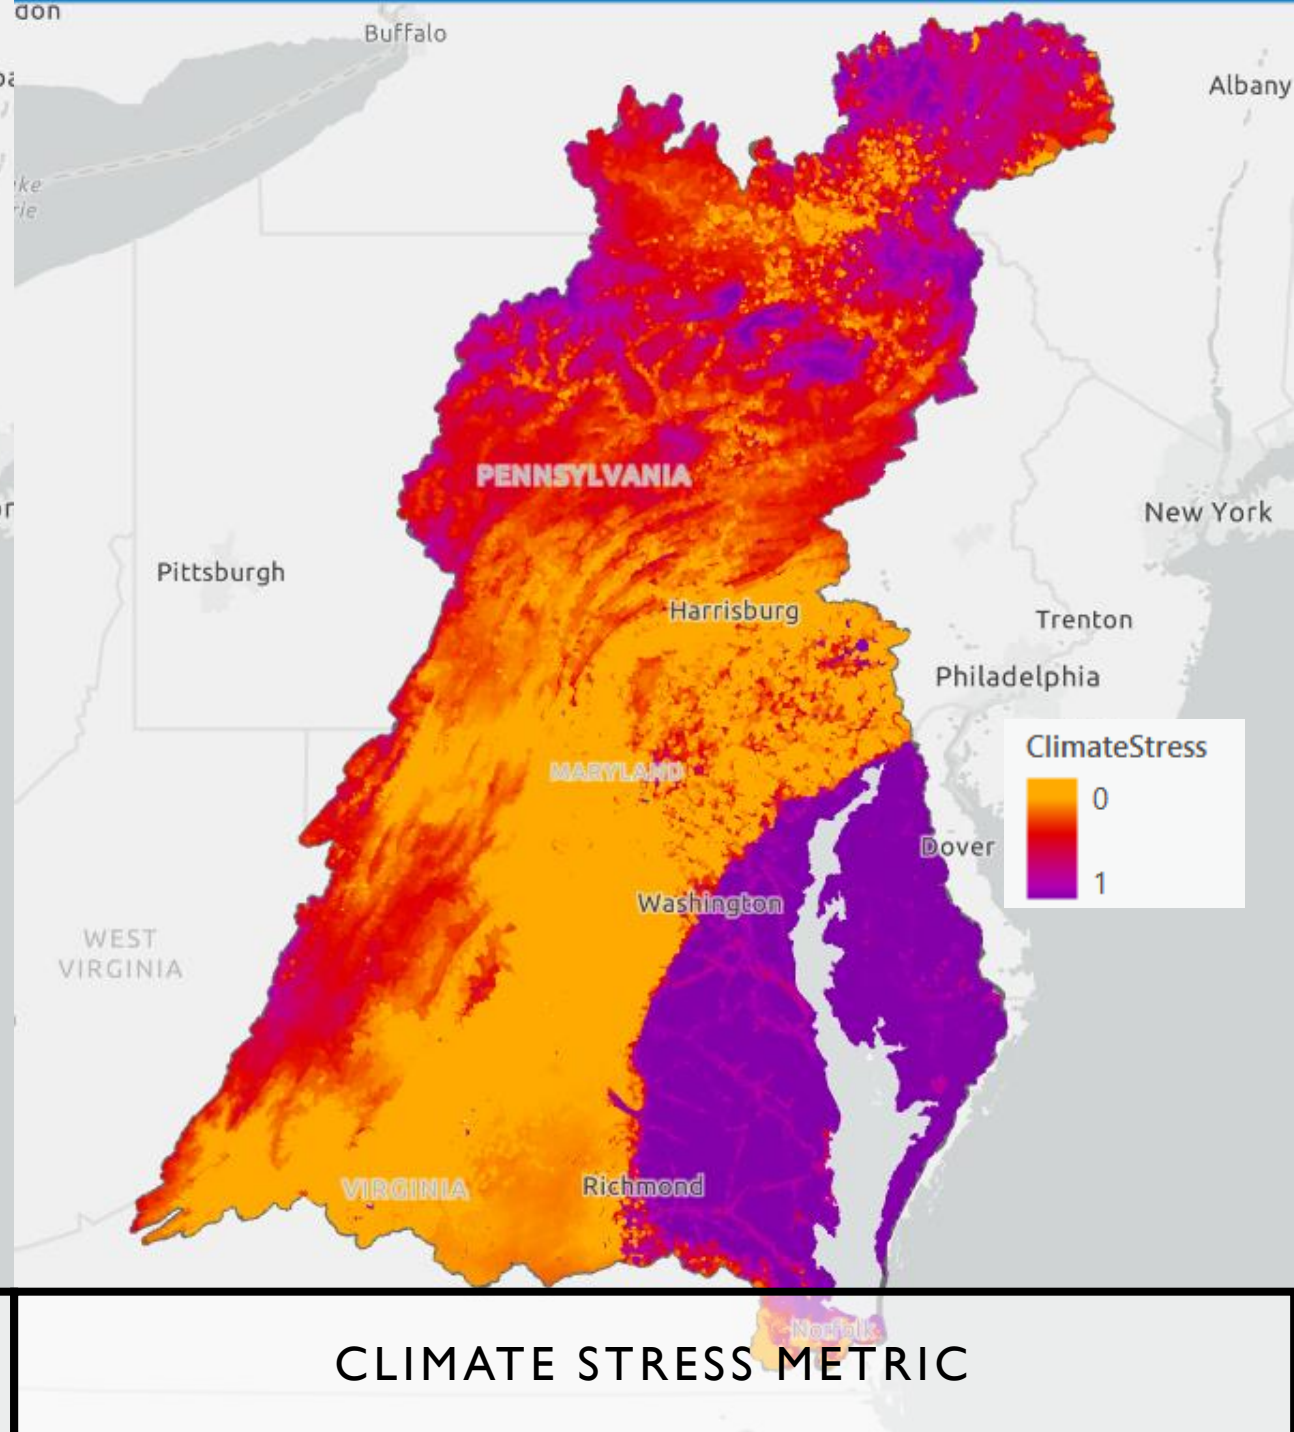 Buffalo
Albany
PENNSYLVANIA
New York
Pittsburgh
Harrisburg
Trenton
Philadelphia
ClimateStress
0
1
MARYLAND
Dover
Washington
WEST
VIRGINIA
Richmond
VIRGINIA
Norfolk
CLIMATE STRESS METRIC